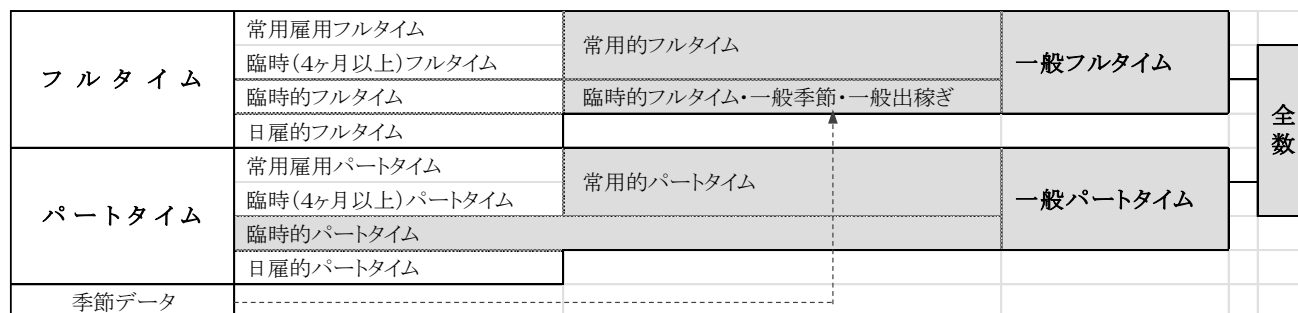 フルタイム
常用雇用フルタイム
臨時(4ヶ月以上)フルタイム
臨時的フルタイム
日雇的フルタイム
常用的フルタイム
臨時的フルタイム・一般季節・一般出稼ぎ
一般フルタイム
全数
パートタイム
常用雇用パートタイム
臨時(4ヶ月以上)パートタイム
臨時的パートタイム
日雇的パートタイム
常用的パートタイム
一般パートタイム
季節データ